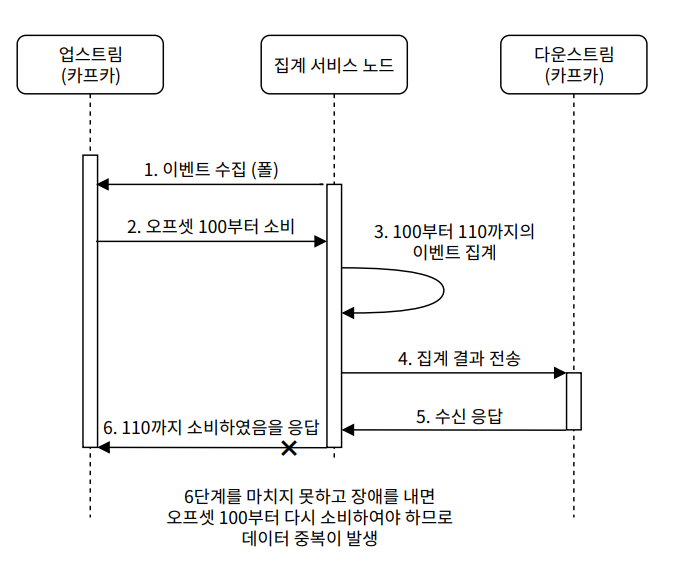 업스트림
(카프카)
집계 서비스 노드
다운스트림
(카프카)
1. 이벤트 수집 (폴)
2. 오프셋 100부터 소비
3. 100부터 110까지의
이벤트 집계
4. 집계 결과 전송
5. 수신 응답
6. 110까지 소비하였음을 응답
6단계를 마치지 못하고 장애를 내면
오프셋 100부터 다시 소비하여야 하므로
데이터 중복이 발생